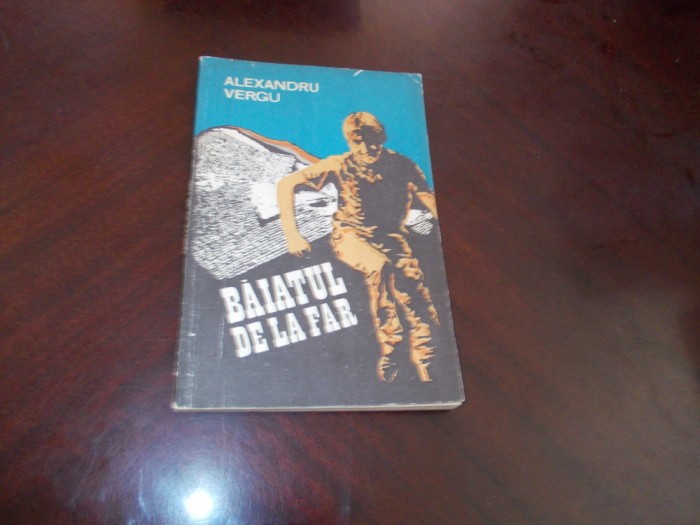 ALEXANDRU
VERGU
BĂIATUL
DE LA FAR